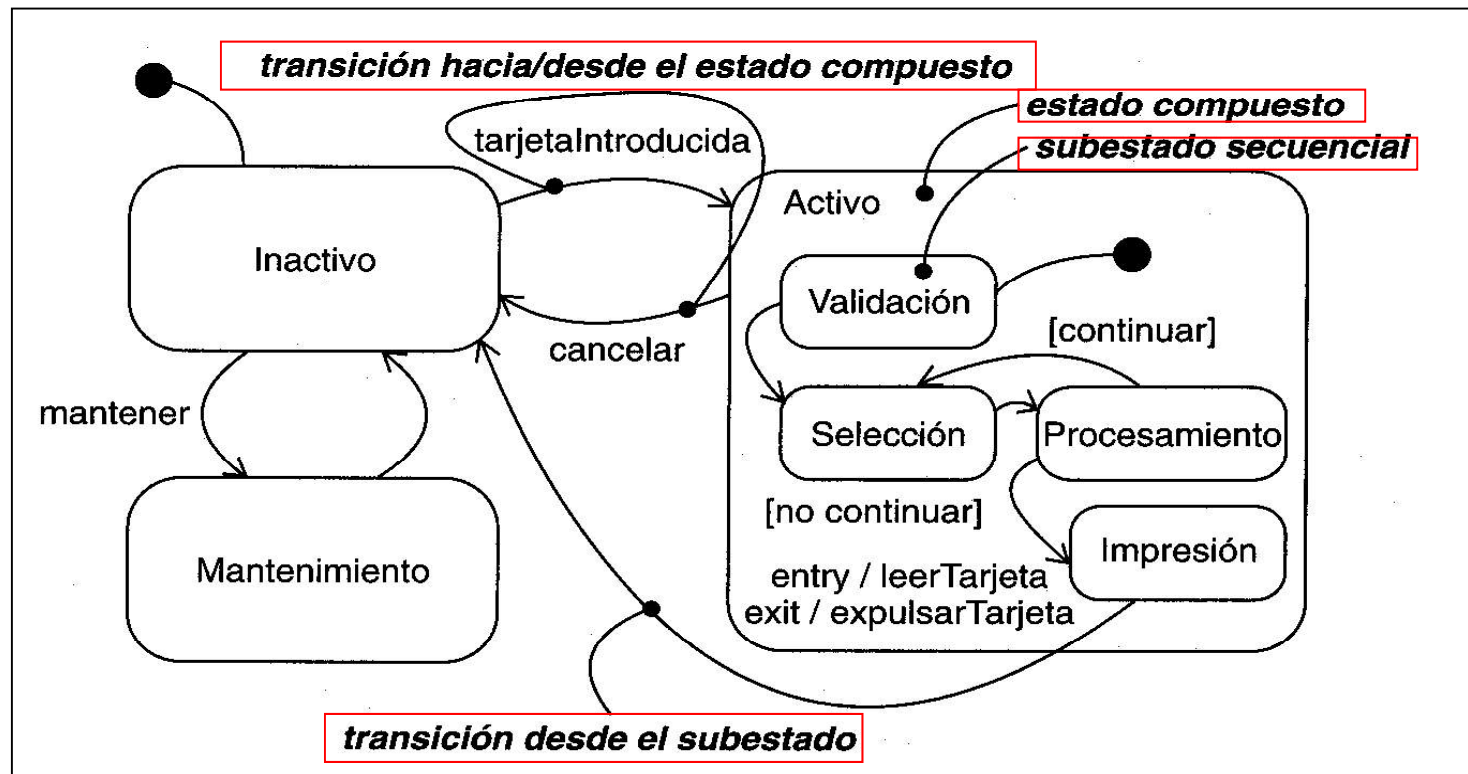 transición hacia/desde el estado compuesto
estado compuesto
tarjetaIntroducida
subestado secuencial
Activo
Inactivo
Validación
[continuar]
cancelar
mantener
Selección
Procesamiento
[no continuar]
Impresión
Mantenimiento
entry / leerTarjeta
exit / expulsarTarjeta
transición desde el subestado